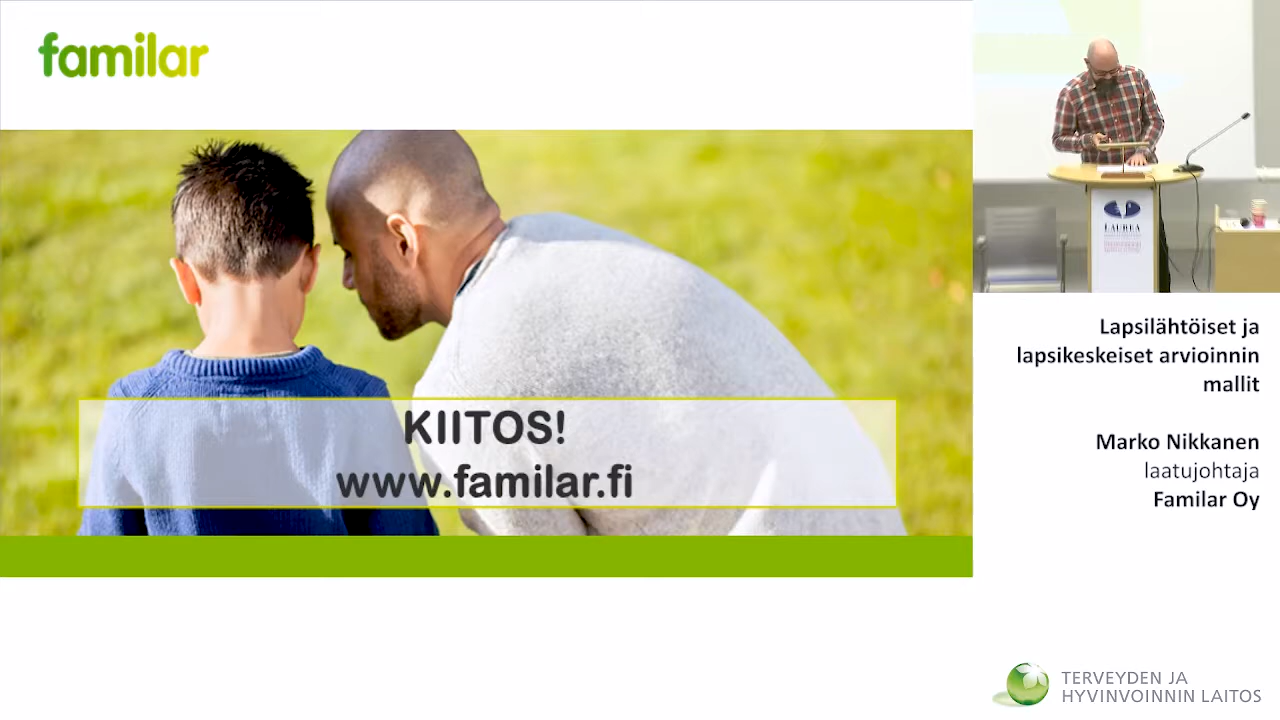 familar
KIITOS!
www.familar.fi
LAUREA
Lapsilähtöiset ja
lapsikeskeiset arvioinnin
mallit
Marko Nikkanen
laatujohtaja
Familar Oy
TERVEYDEN JA
HYVINVOINNIN LAITOS